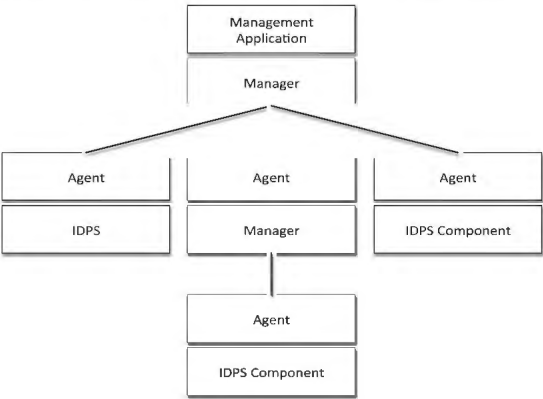 Management
Application
Manager
Agent
Agent
Agent
IDPS
Manager
IDPS Component
Agent
IDPS Component